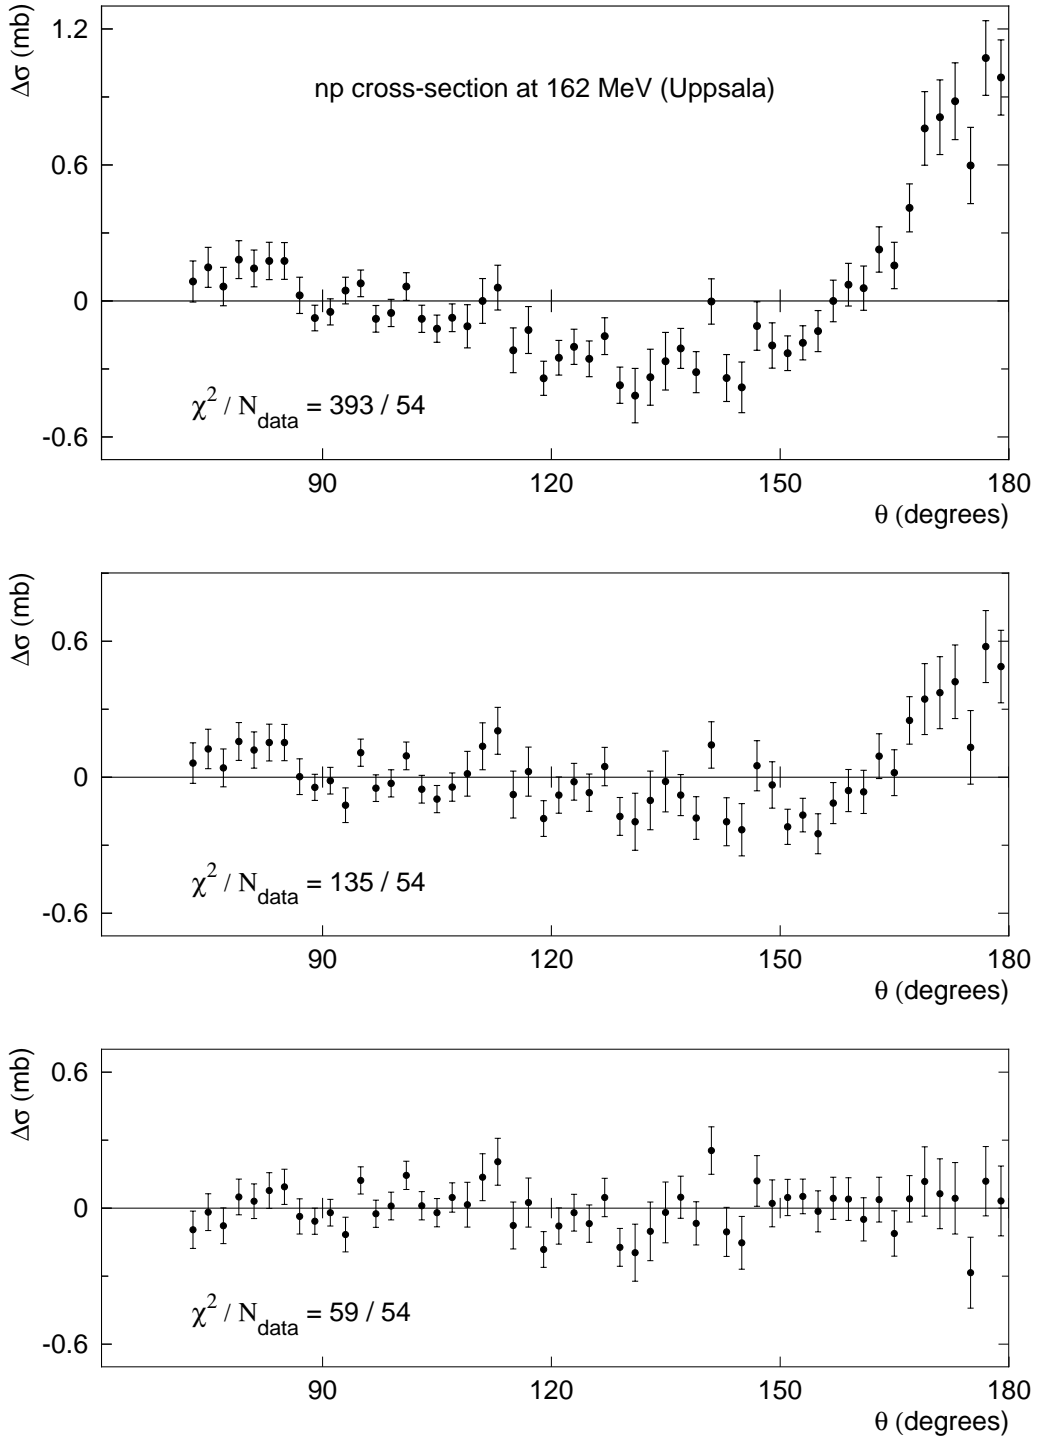 Δσ (mb)
1.2
np cross-section at 162 MeV (Uppsala)
0.6
0
χ² / N_data = 393 / 54
-0.6
90 120 150 180
θ (degrees)
Δσ (mb)
0.6
0
χ² / N_data = 135 / 54
-0.6
90 120 150 180
θ (degrees)
Δσ (mb)
0.6
0
χ² / N_data = 59 / 54
-0.6
90 120 150 180
θ (degrees)